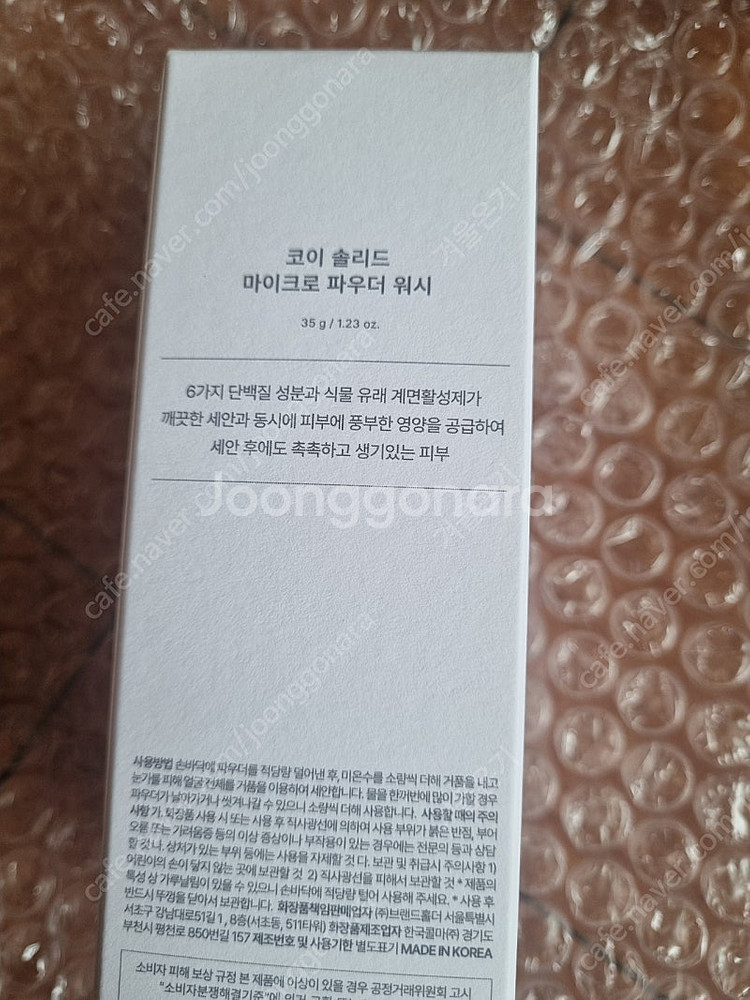 코이 솔리드
마이크로 파우더 워시
35 g / 1.23 oz.
6가지 단백질 성분과 식물 유래 계면활성제가
깨끗한 세안과 동시에 피부에 풍부한 영양을 공급하여
세안 후에도 촉촉하고 생기있는 피부
Joonggonara
사용방법 손바닥에 파우더를 적당량 덜어낸 후, 미온수를 소량씩 더해 거품을 내고
눈가를 피해 얼굴 전체를 거품을 이용하여 세안합니다. 물을 한꺼번에 많이 가할 경우
파우더가 날아가거나 씻겨나갈 수 있으니 소량씩 더해 사용합니다. 사용할 때의 주의
사항 가. 화장품 사용 시 또는 사용 후 직사광선에 의하여 사용 부위가 붉은 반점, 부어
오름 또는 가려움증 등의 이상 증상이나 부작용이 있는 경우에는 전문의 등과 상담
할 것 나. 상처가 있는 부위 등에는 사용을 자제할 것 다. 보관 및 취급시 주의사항 1)
어린이의 손이 닿지 않는 곳에 보관할 것 2) 직사광선을 피해서 보관할 것 * 제품의
특성 상 가루날림이 있을 수 있으니 손바닥에 적당량 털어 사용해 주세요. * 사용 후
반드시 뚜껑을 닫아서 보관합니다. 화장품책임판매업자 (주)브랜드홀더 서울특별시
서초구 강남대로51길 1, 8층(서초동, 511타워) 화장품제조업자 한국콜마(주) 경기도
부천시 평천로 850번길 157 제조번호 및 사용기한 별도표기 MADE IN KOREA
소비자 피해 보상 규정 본 제품에 이상이 있을 경우 공정거래위원회 고시
"소비자분쟁해결기준"에 의거
cafe.naver.com/joonggonara
겨울온기